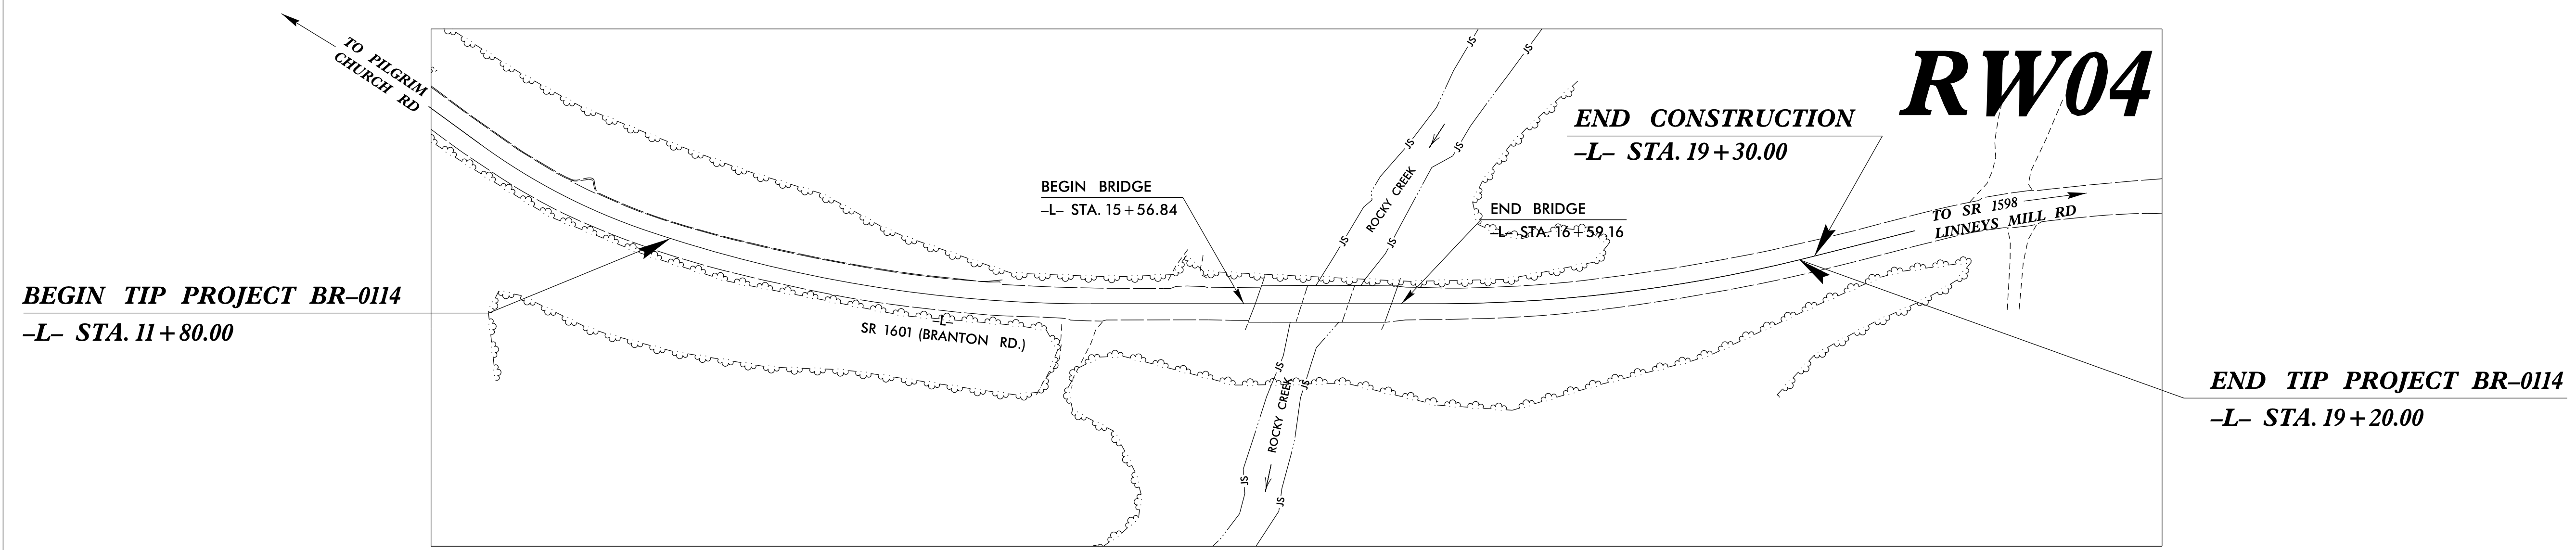 TO PILGRIM
CHURCH RD
RW04
END CONSTRUCTION
–L– STA. 19+30.00
BEGIN BRIDGE
–L– STA. 15+56.84
END BRIDGE
–L– STA. 16+59.16
JS
JS
JS
JS
ROCKY CREEK
JS
JS
TO SR 1598
LINNEYS MILL RD
BEGIN TIP PROJECT BR–0114
–L– STA. 11+80.00
–L–
SR 1601 (BRANTON RD.)
JS
JS
ROCKY CREEK
JS
JS
END TIP PROJECT BR–0114
–L– STA. 19+20.00